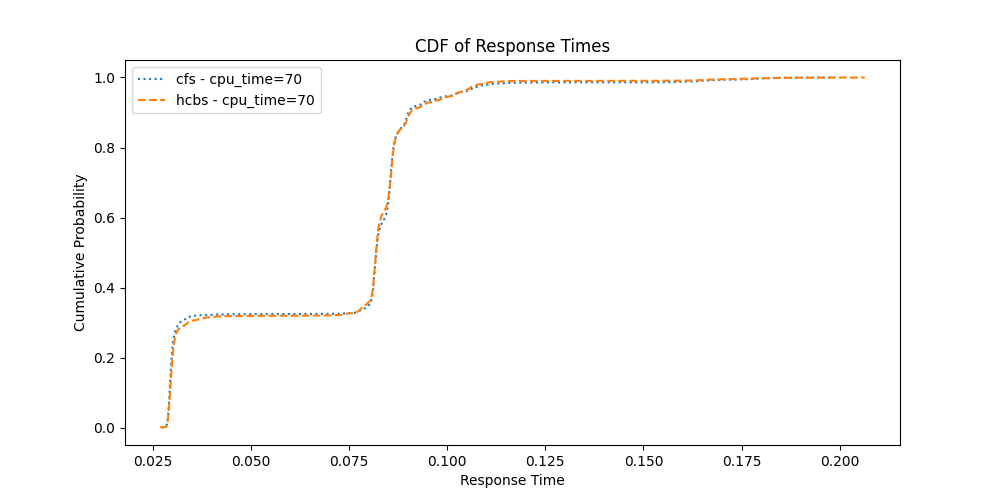 CDF of Response Times
cfs - cpu_time=70
hcbs - cpu_time=70
Cumulative Probability
1.0
0.8
0.6
0.4
0.2
0.0
0.025 0.050 0.075 0.100 0.125 0.150 0.175 0.200
Response Time